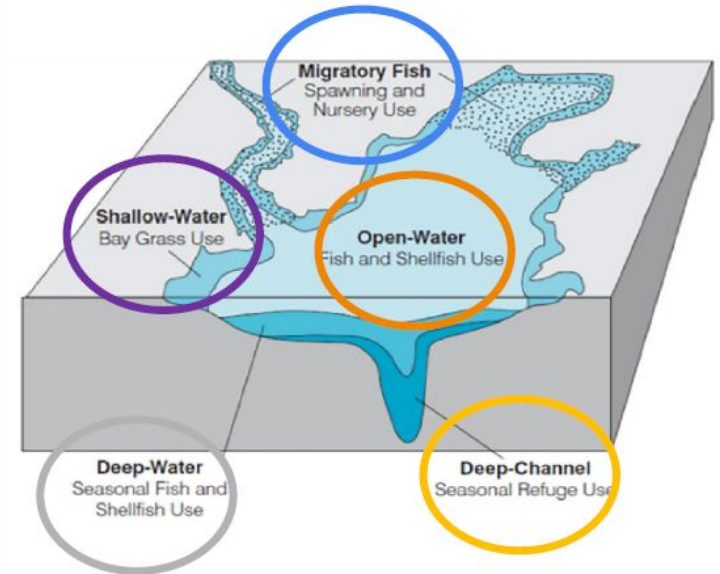 Migratory Fish
Spawning and
Nursery Use
Shallow-Water
Bay Grass Use
Open-Water
Fish and Shellfish Use
Deep-Water
Seasonal Fish and
Shellfish Use
Deep-Channel
Seasonal Refuge Use